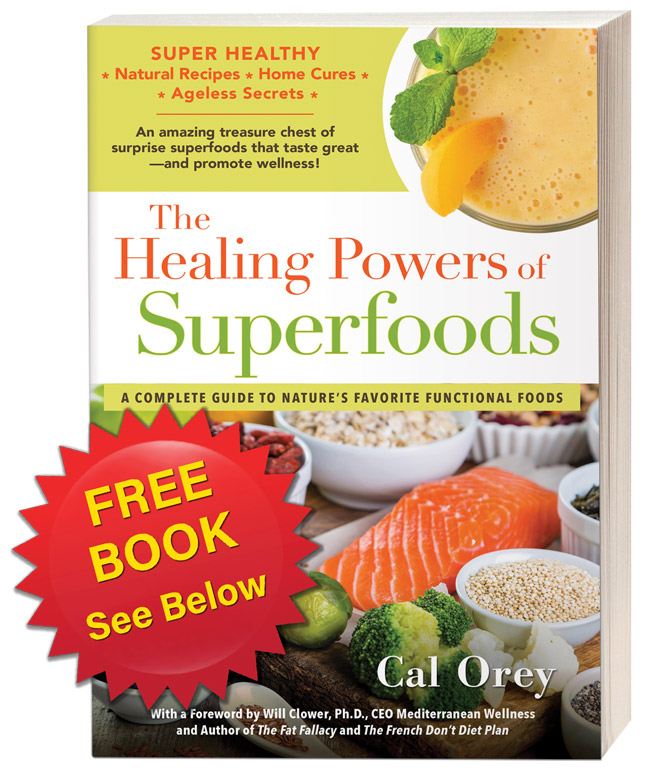 SUPER HEALTHY
* Natural Recipes * Home Cures *
* Ageless Secrets *
An amazing treasure chest of
surprise superfoods that taste great
—and promote wellness!
The
Healing Powers of
Superfoods
A COMPLETE GUIDE TO NATURE'S FAVORITE FUNCTIONAL FOODS
FREE
BOOK
See Below
Cal Orey
With a Foreword by Will Clower, Ph.D., CEO Mediterranean Wellness
and Author of The Fat Fallacy and The French Don't Diet Plan